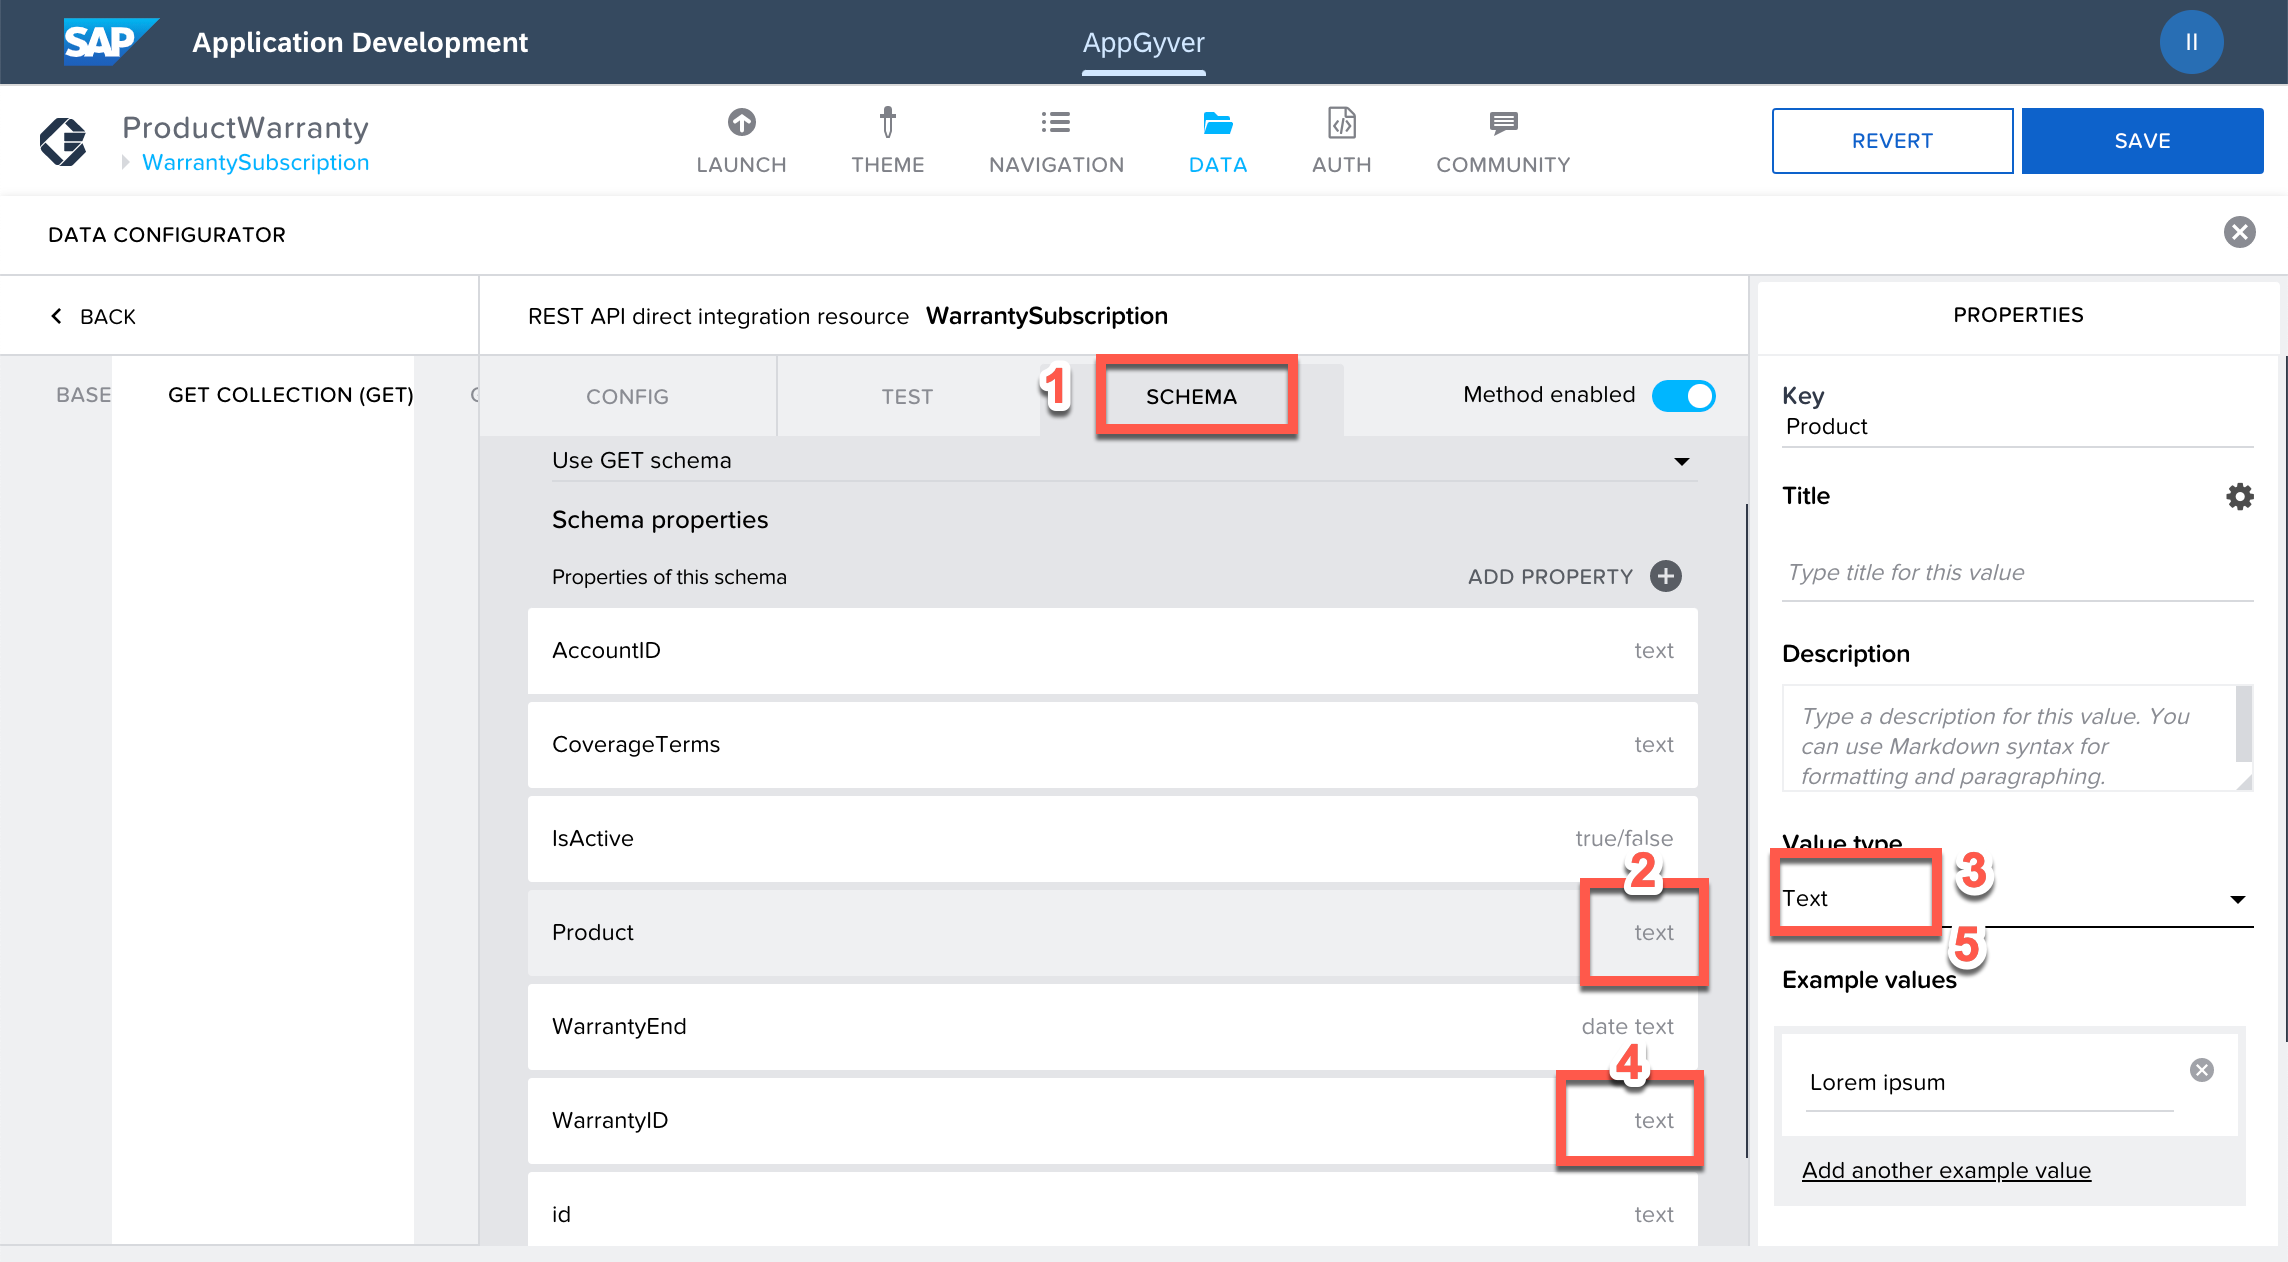 SAP Application Development
AppGyver
II
ProductWarranty
WarrantySubscription
LAUNCH
THEME
NAVIGATION
DATA
AUTH
COMMUNITY
REVERT
SAVE
DATA CONFIGURATOR
BACK
REST API direct integration resource WarrantySubscription
PROPERTIES
BASE
GET COLLECTION (GET)
CONFIG
TEST
1
SCHEMA
Method enabled
Use GET schema
Schema properties
Properties of this schema
ADD PROPERTY
AccountID text
CoverageTerms text
IsActive true/false
2
Product text
WarrantyEnd date text
4
WarrantyID text
id text
Key
Product
Title
Type title for this value
Description
Type a description for this value. You
can use Markdown syntax for
formatting and paragraphing.
Value type
3
Text
5
Example values
Lorem ipsum
Add another example value